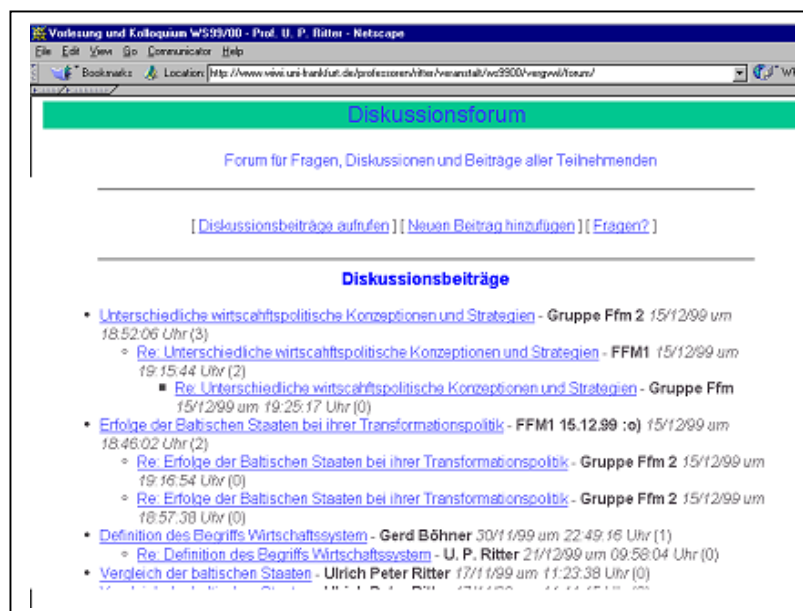 Vorlesung und Kolloquium WS99/00 - Prof. U. P. Ritter - Netscape
File Edit View Go Communicator Help
Bookmarks Location: http://www.wiwi.uni-frankfurt.de/professoren/ritter/veranstalt/ws9900/vergwwl/forum/
Diskussionsforum
Forum für Fragen, Diskussionen und Beiträge aller Teilnehmenden
[ Diskussionsbeiträge aufrufen ] [ Neuen Beitrag hinzufügen ] [ Fragen? ]
Diskussionsbeiträge
• Unterschiedliche wirtscahftspolitische Konzeptionen und Strategien - Gruppe Ffm 2 15/12/99 um
18:52:06 Uhr (3)
◦ Re: Unterschiedliche wirtscahftspolitische Konzeptionen und Strategien - FFM1 15/12/99 um
19:15:44 Uhr (2)
▪ Re: Unterschiedliche wirtscahftspolitische Konzeptionen und Strategien - Gruppe Ffm
15/12/99 um 19:25:17 Uhr (0)
• Erfolge der Baltischen Staaten bei ihrer Transformationspolitik - FFM1 15.12.99 :o) 15/12/99 um
18:46:02 Uhr (2)
◦ Re: Erfolge der Baltischen Staaten bei ihrer Transformationspolitik - Gruppe Ffm 2 15/12/99 um
19:16:54 Uhr (0)
◦ Re: Erfolge der Baltischen Staaten bei ihrer Transformationspolitik - Gruppe Ffm 2 15/12/99 um
18:57:38 Uhr (0)
• Definition des Begriffs Wirtschaftssystem - Gerd Böhner 30/11/99 um 22:49:16 Uhr (1)
◦ Re: Definition des Begriffs Wirtschaftssystem - U. P. Ritter 21/12/99 um 09:58:04 Uhr (0)
• Vergleich der baltischen Staaten - Ulrich Peter Ritter 17/11/99 um 11:23:38 Uhr (0)